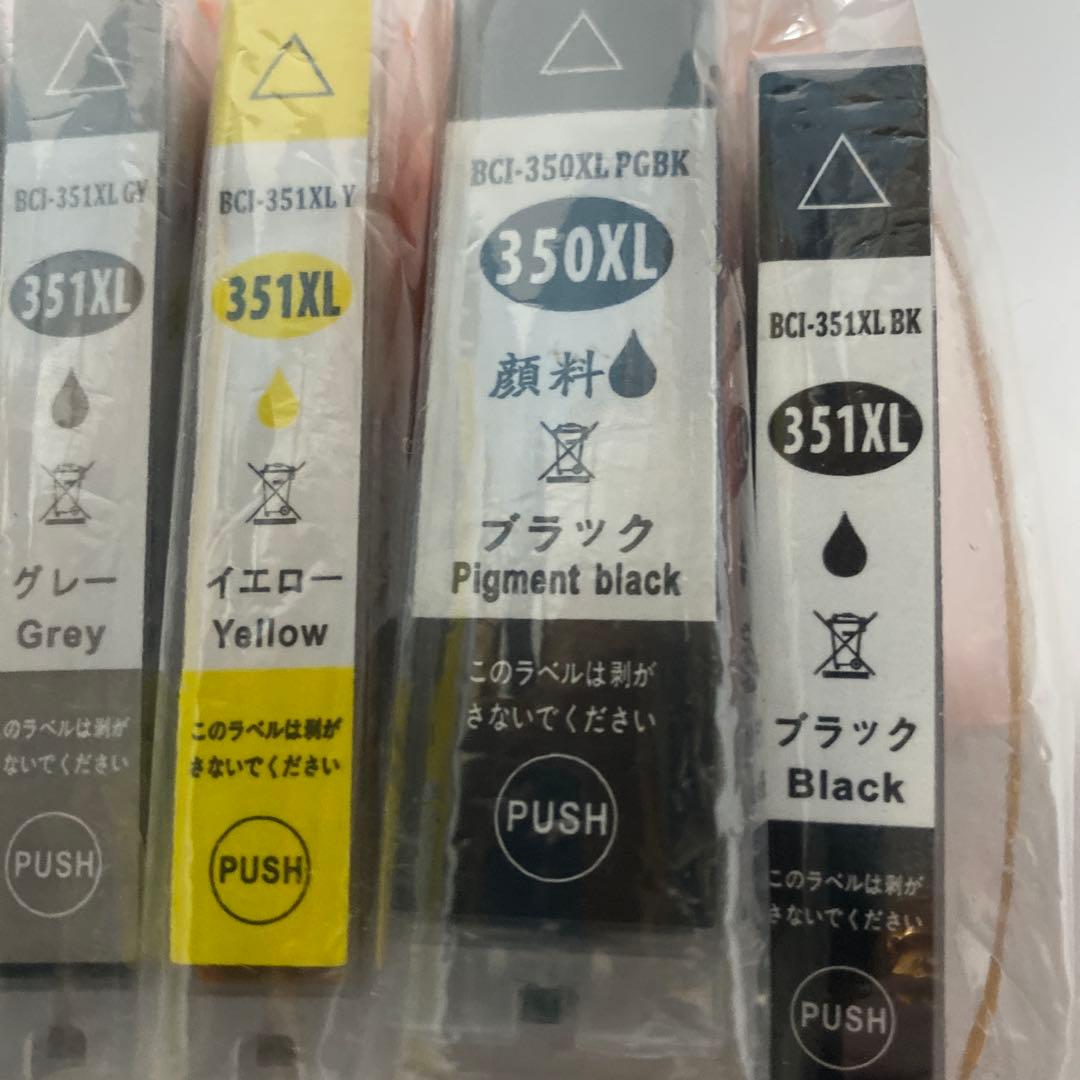 BCI-351XL GY
351XL
グレー
Grey
のラベルは剥が
ないでください
PUSH
BCI-351XL Y
351XL
イエロー
Yellow
このラベルは剥が
さないでください
PUSH
BCI-350XL PGBK
350XL
顔料
ブラック
Pigment black
このラベルは剥が
さないでください
PUSH
BCI-351XL BK
351XL
ブラック
Black
このラベルは剥が
さないでください
PUSH